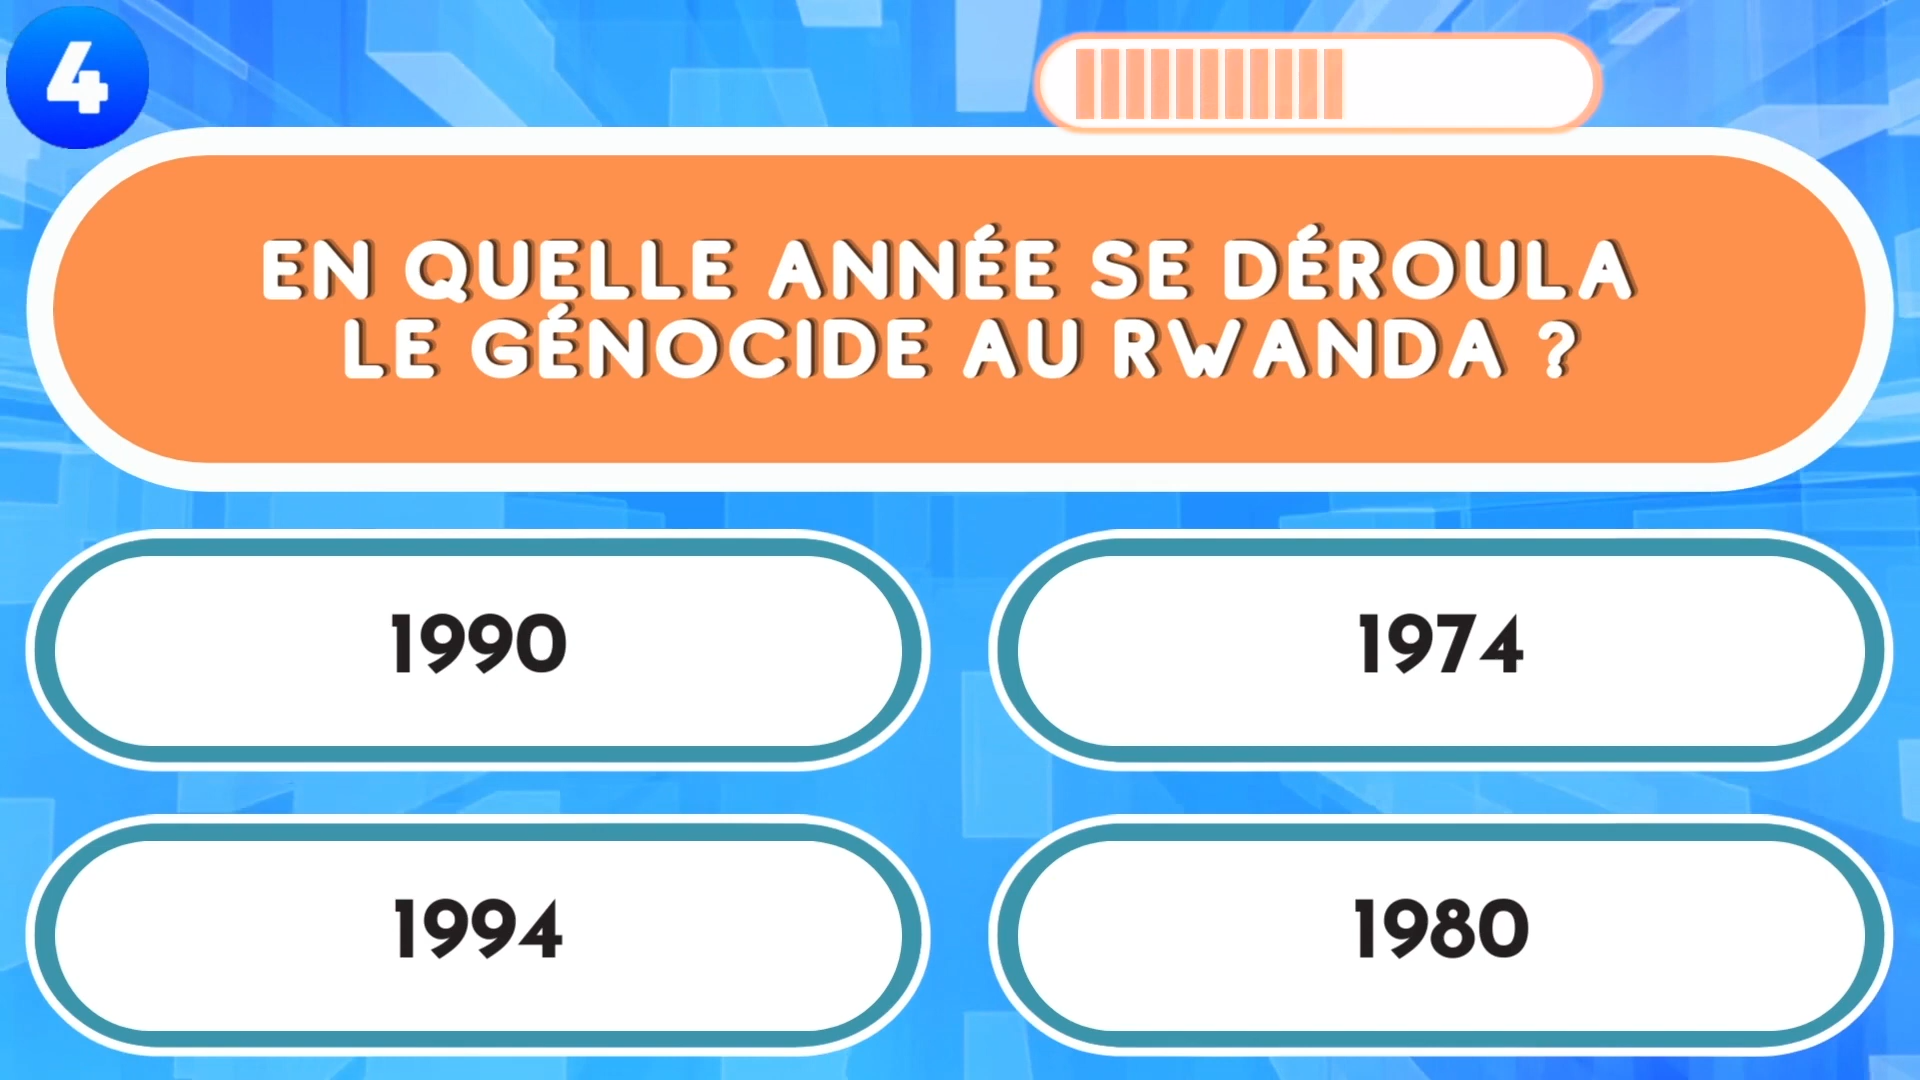 4
EN QUELLE ANNÉE SE DÉROULA
LE GÉNOCIDE AU RWANDA ?
1990
1974
1994
1980